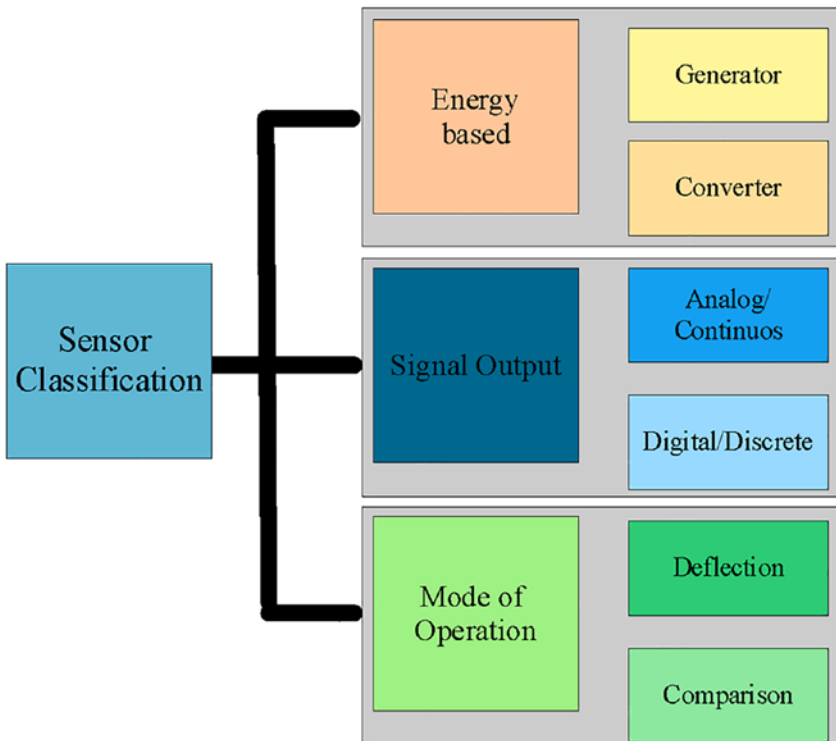 Sensor
Classification
Energy
based
Generator
Converter
Signal Output
Analog/
Continuos
Digital/Discrete
Mode of
Operation
Deflection
Comparison